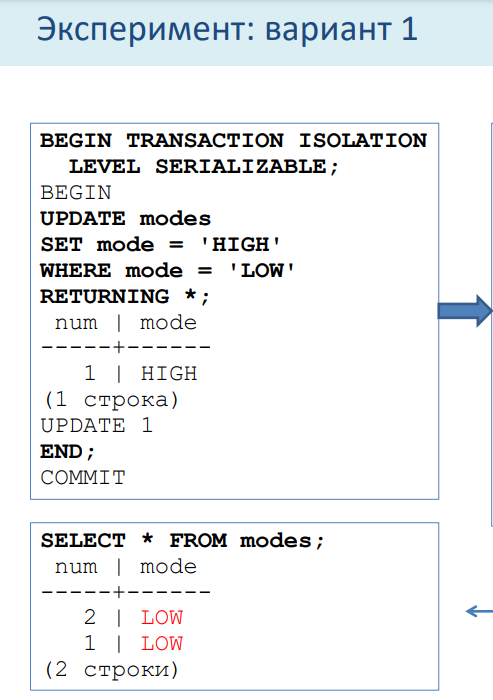 Эксперимент: вариант 1
BEGIN TRANSACTION ISOLATION
LEVEL SERIALIZABLE;
BEGIN
UPDATE modes
SET mode = 'HIGH'
WHERE mode = 'LOW'
RETURNING *;
num | mode
-----+------
1 | HIGH
(1 строка)
UPDATE 1
END;
COMMIT
SELECT * FROM modes;
num | mode
-----+------
2 | LOW
1 | LOW
(2 строки)